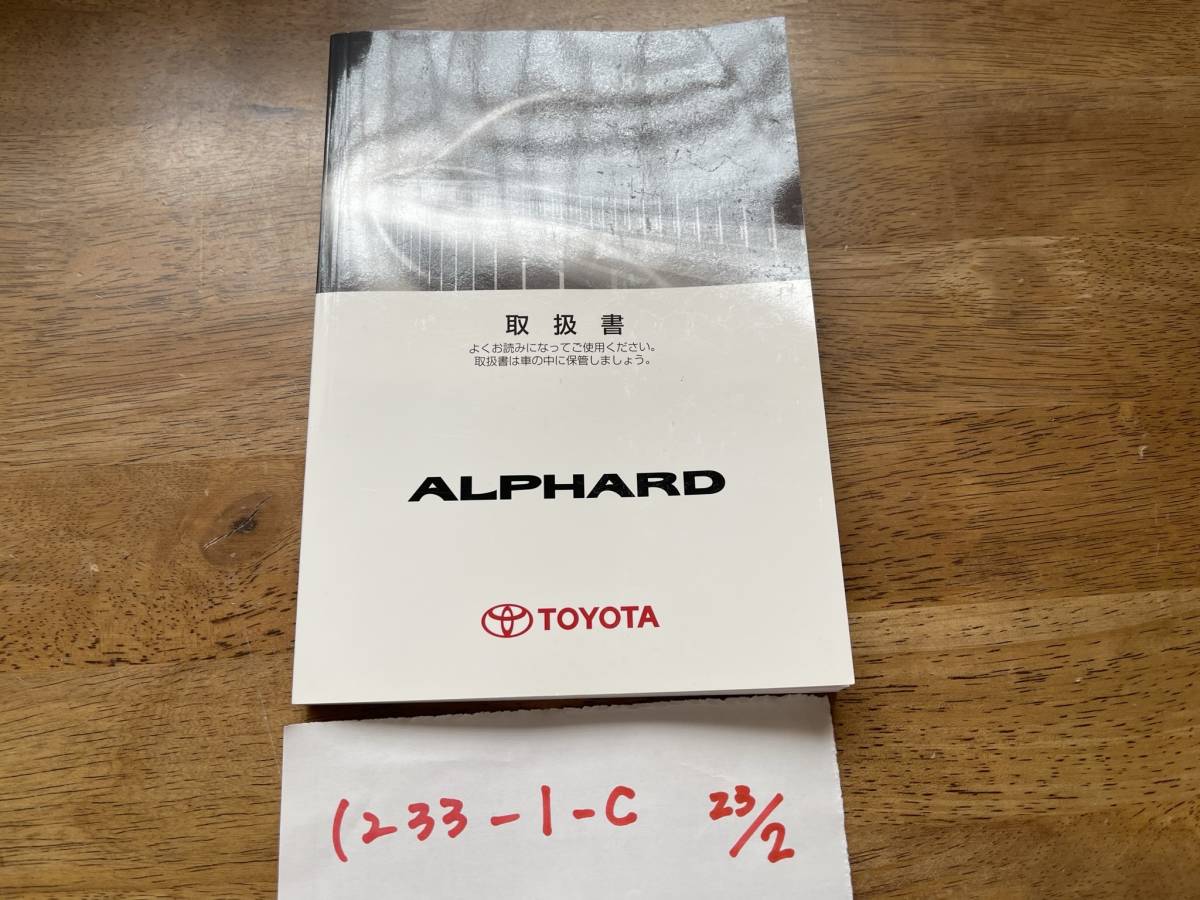 取扱書
よくお読みになってご使用ください。
取扱書は車の中に保管しましょう。
ALPHARD
TOYOTA
1233-1-C 23/2